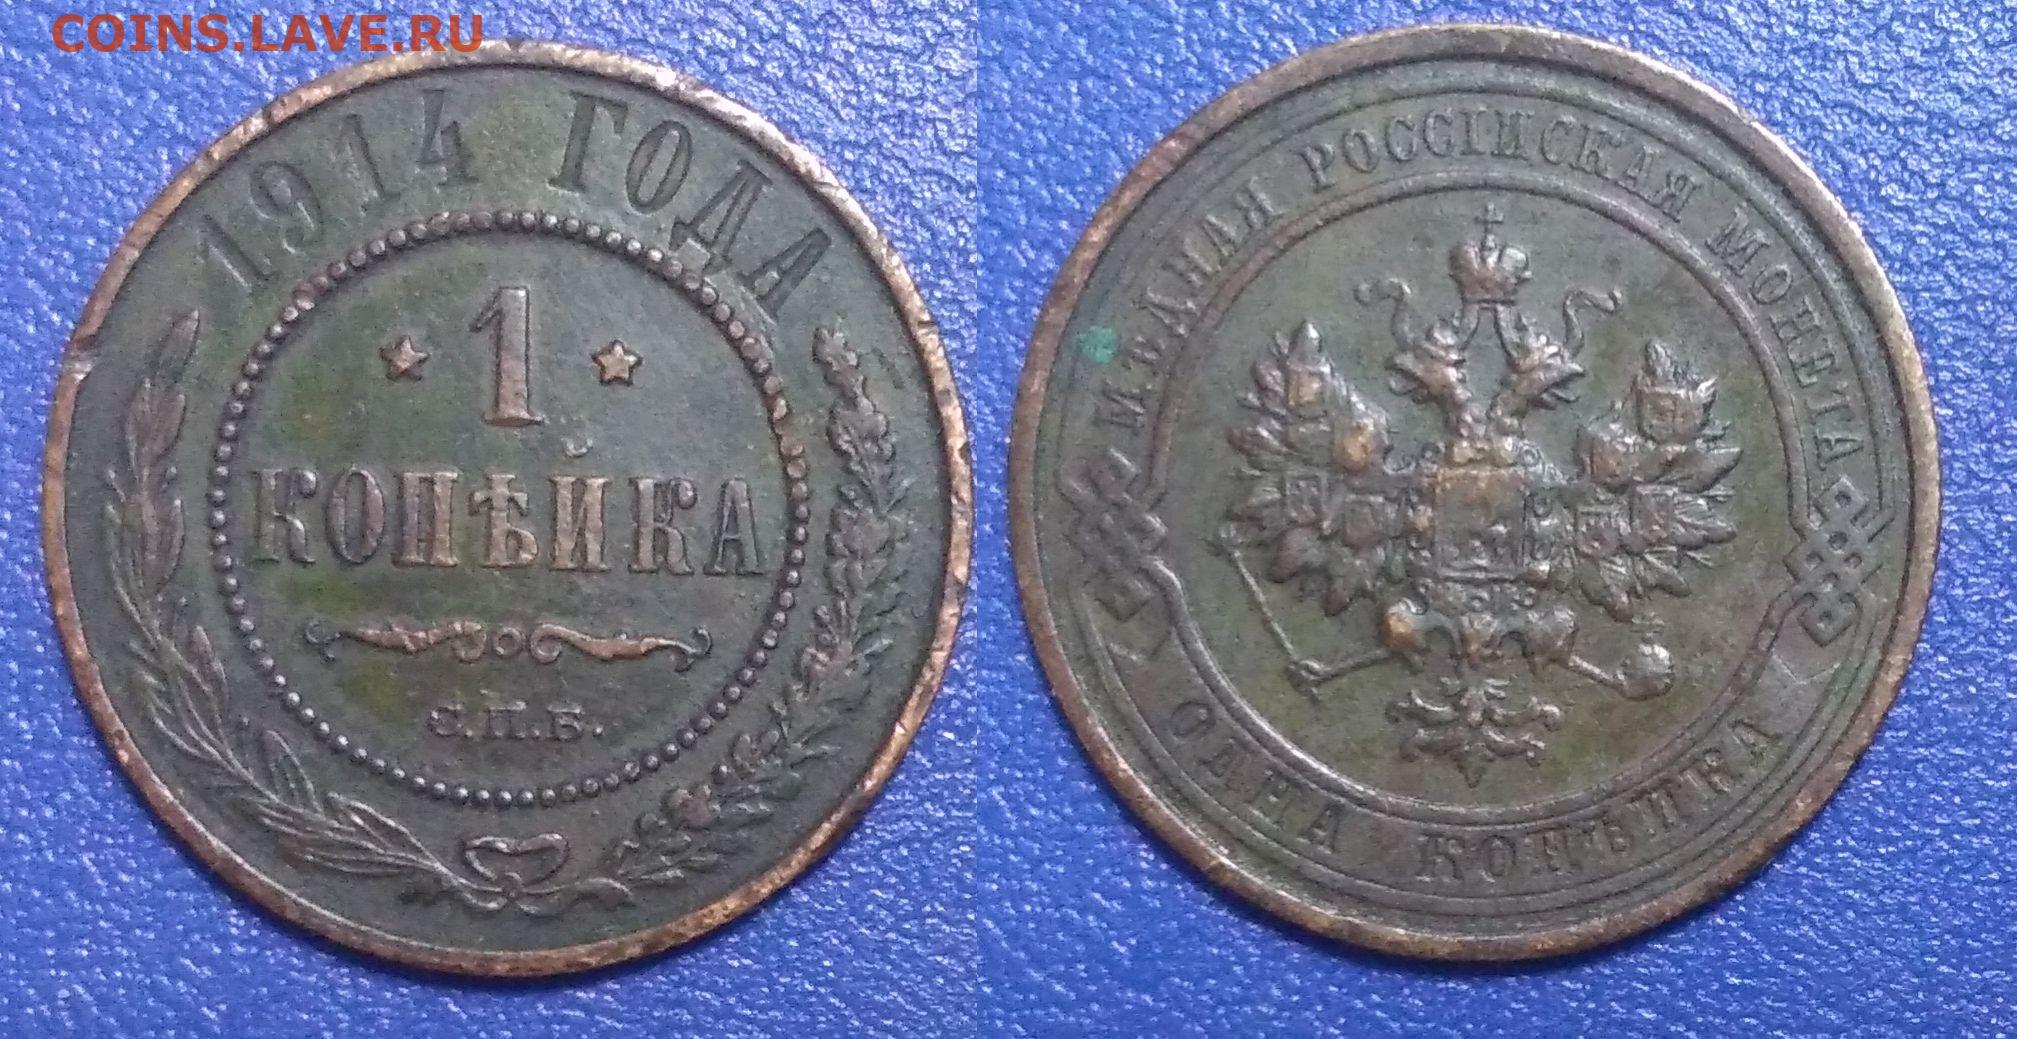 COINS.LAVE.RU
1914 ГОДА
1
КОПѢЙКА
С.П.Б.
МѢДНАЯ РОССІЙСКАЯ МОНЕТА
ОДНА КОПѢЙКА